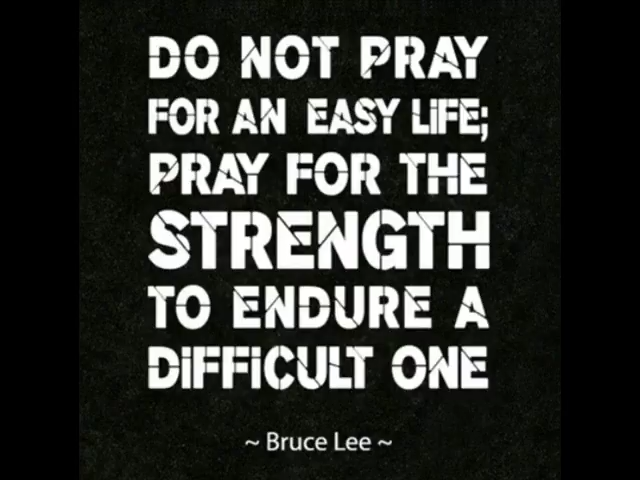 DO NOT PRAY
FOR AN EASY LiFE;
PRAY FOR THE
STRENGTH
TO ENDURE A
DiFFiCULT ONE
~ Bruce Lee ~